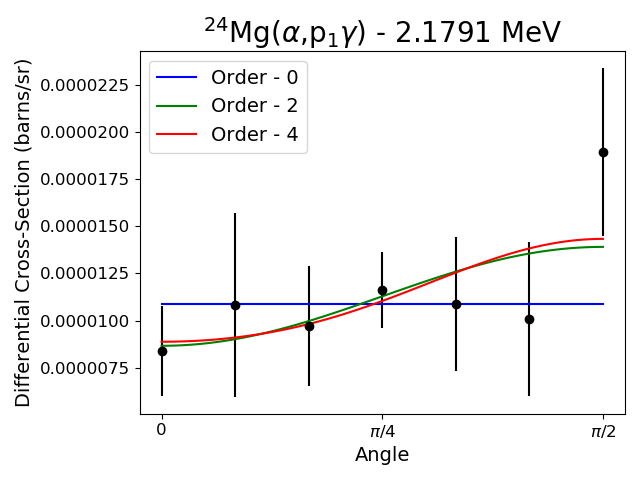 ²⁴Mg(α,p₁γ) - 2.1791 MeV
Order - 0
Order - 2
Order - 4
Differential Cross-Section (barns/sr)
0.0000225
0.0000200
0.0000175
0.0000150
0.0000125
0.0000100
0.0000075
0 π/4 π/2
Angle